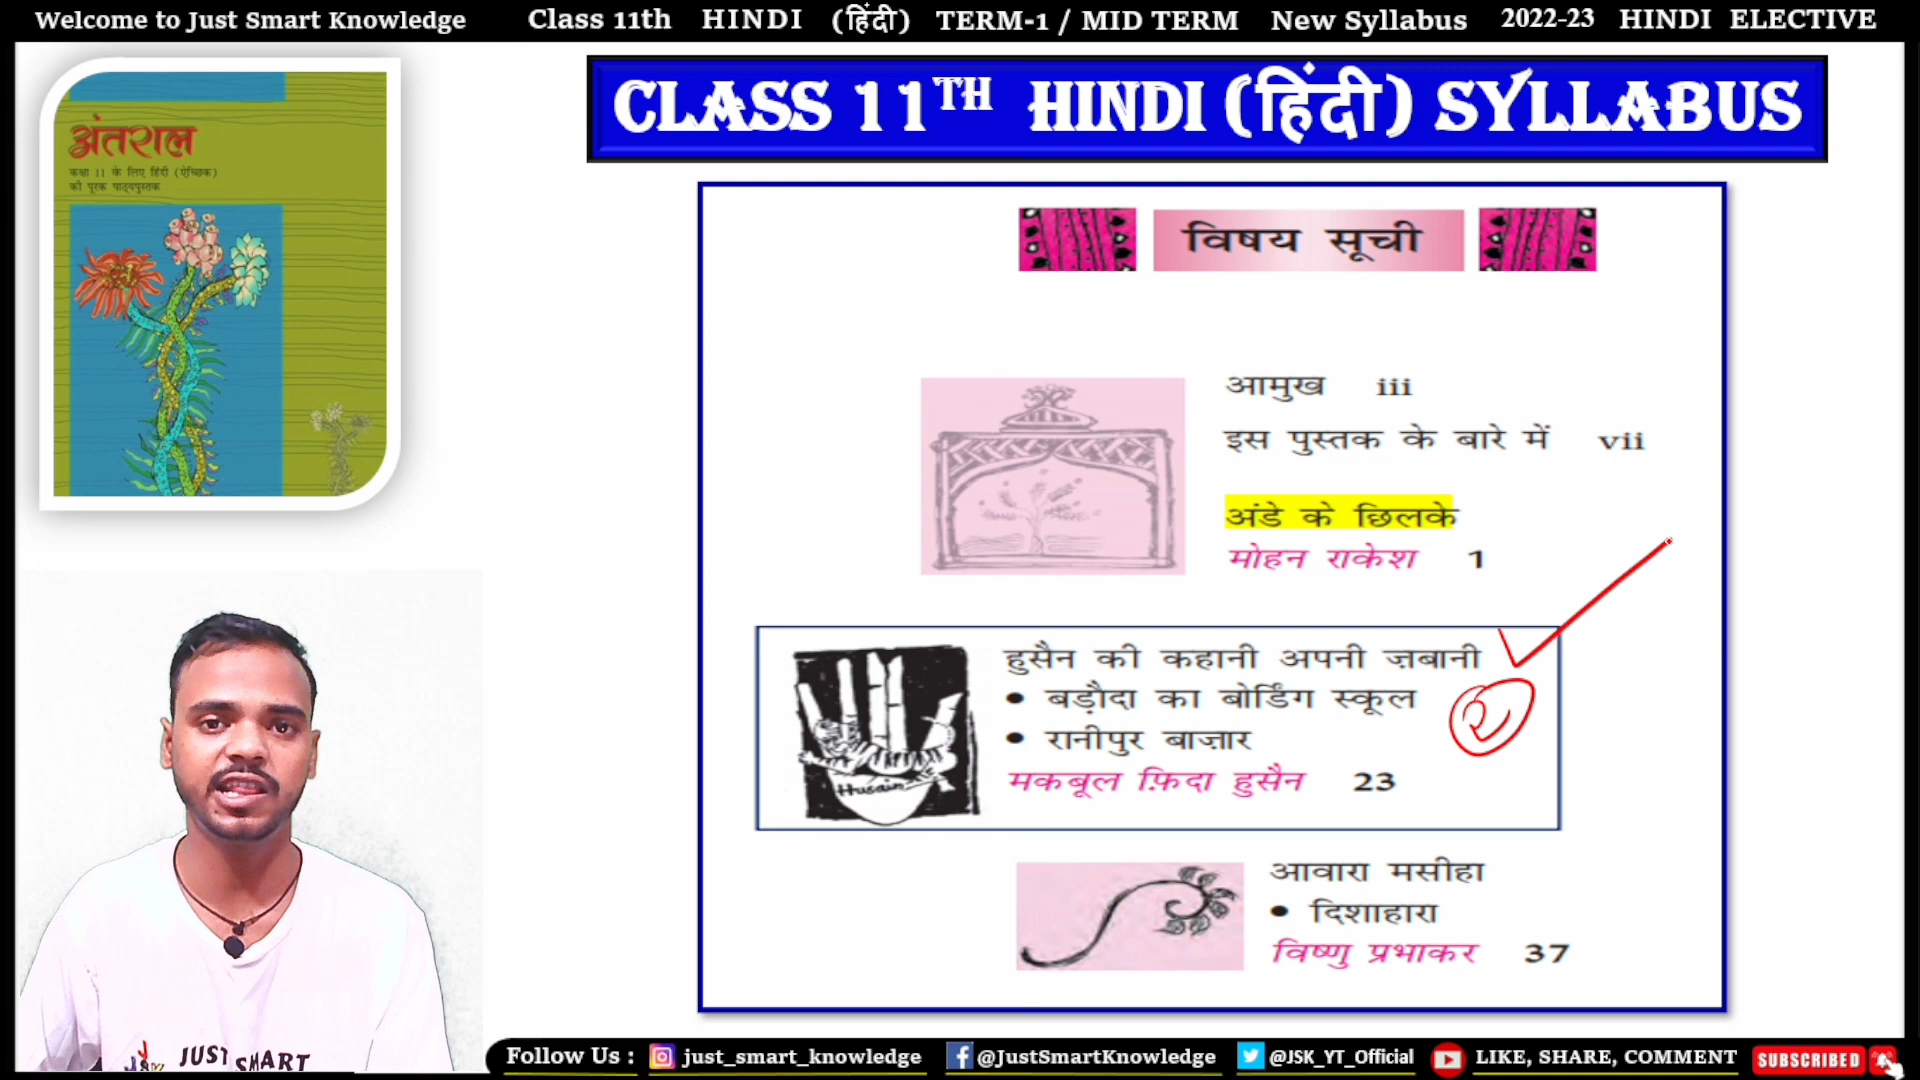 Welcome to Just Smart Knowledge
Class 11th HINDI (हिंदी) TERM-1 / MID TERM New Syllabus 2022-23 HINDI ELECTIVE
CLASS 11TH HINDI (हिंदी) SYLLABUS
अंतराल
कक्षा 11 के लिए हिंदी (ऐच्छिक)
की पूरक पाठ्यपुस्तक
विषय सूची
आमुख iii
इस पुस्तक के बारे में vii
अंडे के छिलके
मोहन राकेश 1
हुसैन की कहानी अपनी ज़बानी
• बड़ौदा का बोर्डिंग स्कूल
• रानीपुर बाज़ार
मकबूल फ़िदा हुसैन 23
Husain
आवारा मसीहा
• दिशाहारा
विष्णु प्रभाकर 37
JUST SMART
Follow Us : just_smart_knowledge @JustSmartKnowledge @JSK_YT_Official LIKE, SHARE, COMMENT SUBSCRIBED